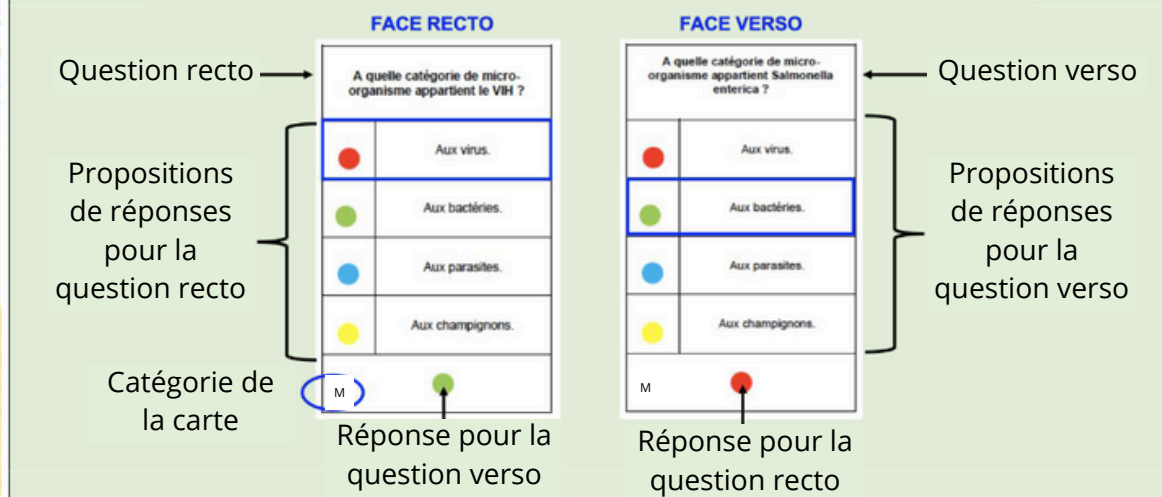 FACE RECTO
FACE VERSO
Question recto
A quelle catégorie de micro-
organisme appartient le VIH ?
A quelle catégorie de micro-
organisme appartient Salmonella
enterica ?
Question verso
Propositions
de réponses
pour la
question recto
Aux virus.
Aux bactéries.
Aux parasites.
Aux champignons.
Aux virus.
Aux bactéries.
Aux parasites.
Aux champignons.
Propositions
de réponses
pour la
question verso
Catégorie de
la carte
M
M
Réponse pour la
question verso
Réponse pour la
question recto